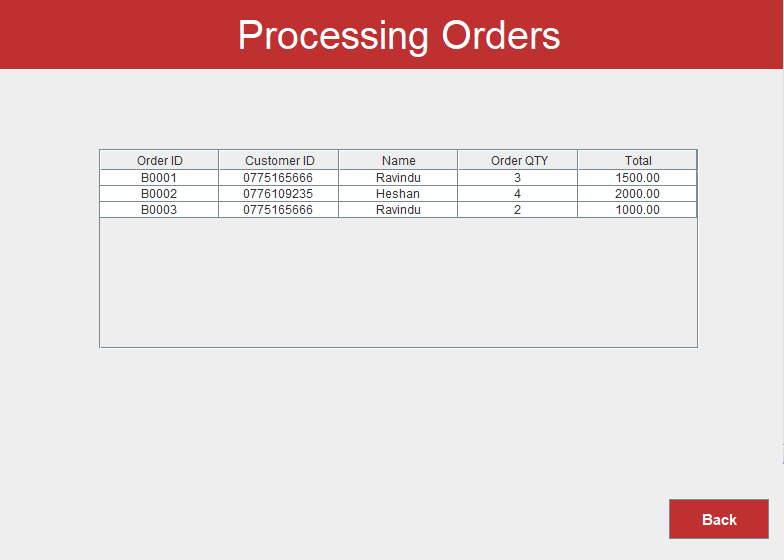 Processing Orders
Order ID Customer ID Name Order QTY Total
B0001 0775165666 Ravindu 3 1500.00
B0002 0776109235 Heshan 4 2000.00
B0003 0775165666 Ravindu 2 1000.00
Back